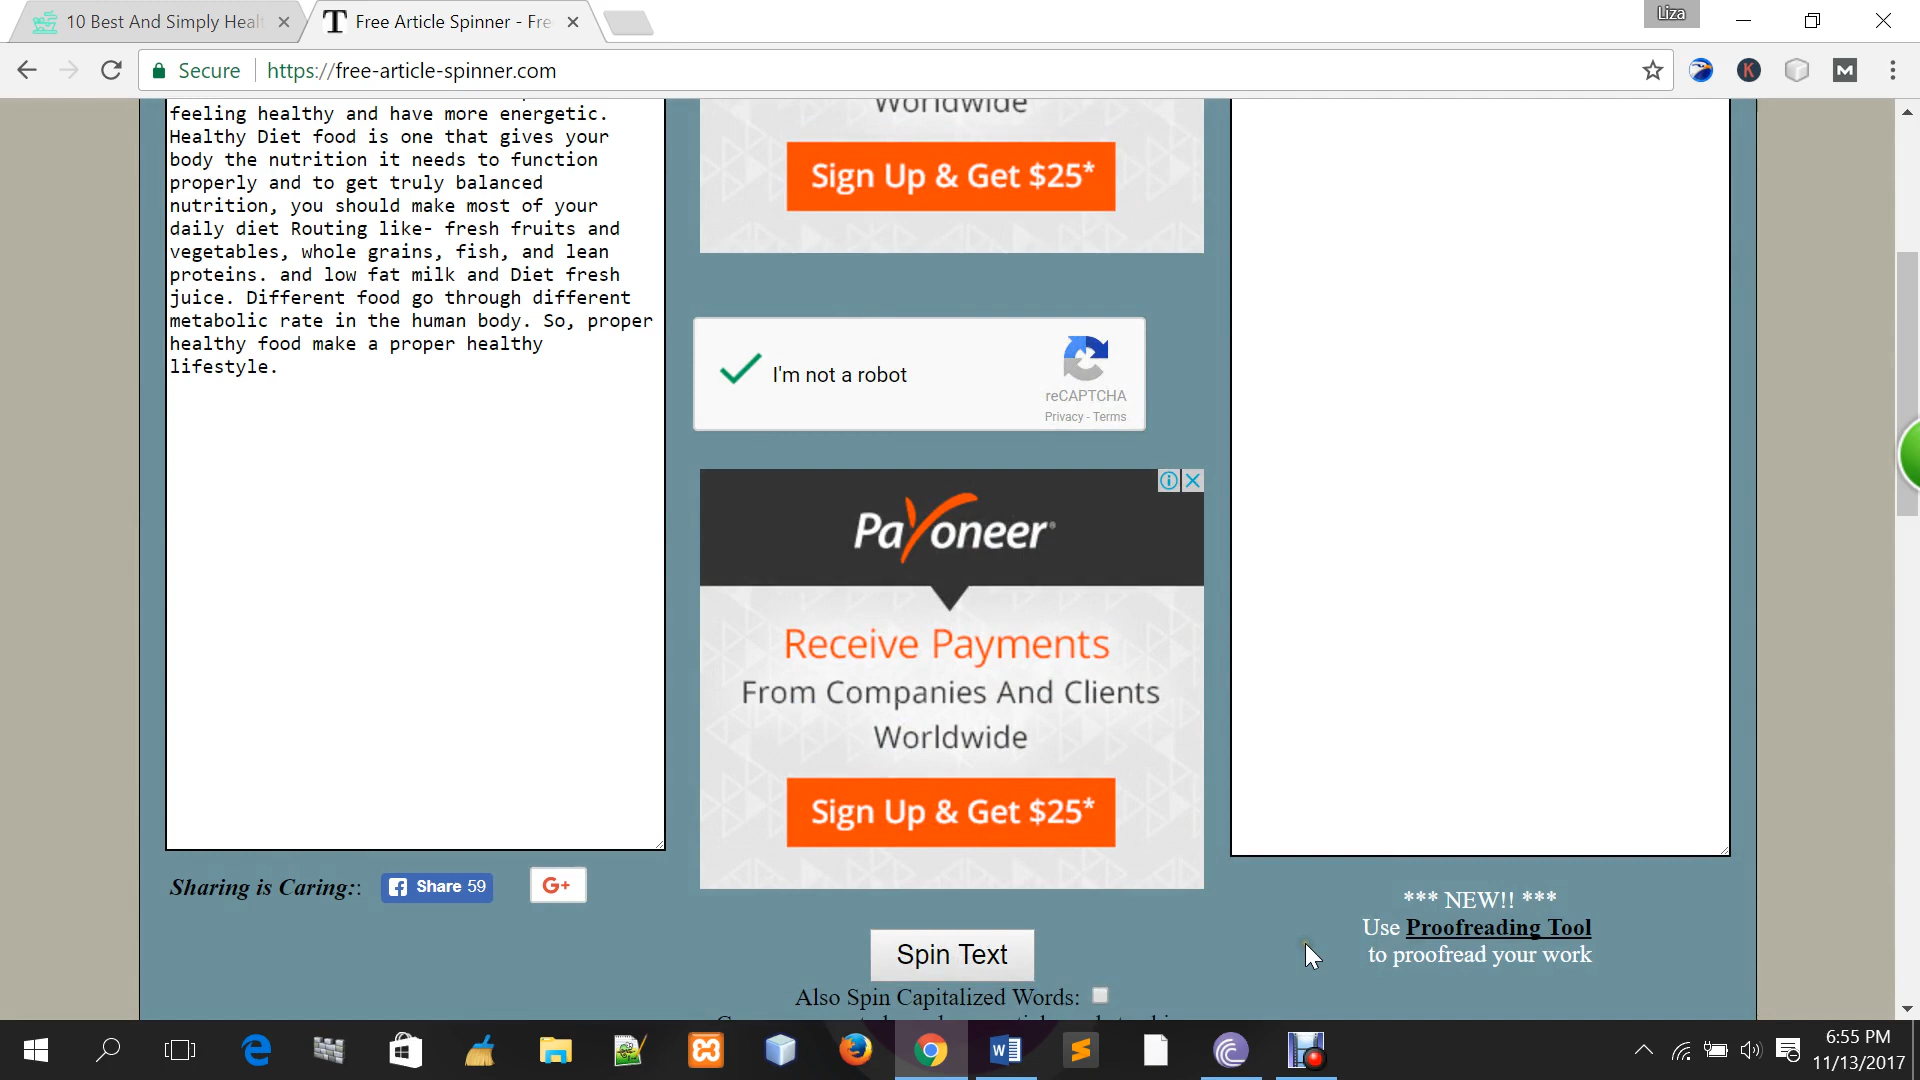 10 Best And Simply Heal
Free Article Spinner - Fre
Liza
Secure
https://free-article-spinner.com
feeling healthy and have more energetic.
Healthy Diet food is one that gives your
body the nutrition it needs to function
properly and to get truly balanced
nutrition, you should make most of your
daily diet Routing like- fresh fruits and
vegetables, whole grains, fish, and lean
proteins. and low fat milk and Diet fresh
juice. Different food go through different
metabolic rate in the human body. So, proper
healthy food make a proper healthy
lifestyle.
Worldwide
Sign Up & Get $25*
I'm not a robot
reCAPTCHA
Privacy - Terms
Payoneer
Receive Payments
From Companies And Clients
Worldwide
Sign Up & Get $25*
Sharing is Caring::
Share 59
G+
Spin Text
Also Spin Capitalized Words:
*** NEW!! ***
Use Proofreading Tool
to proofread your work
6:55 PM
11/13/2017